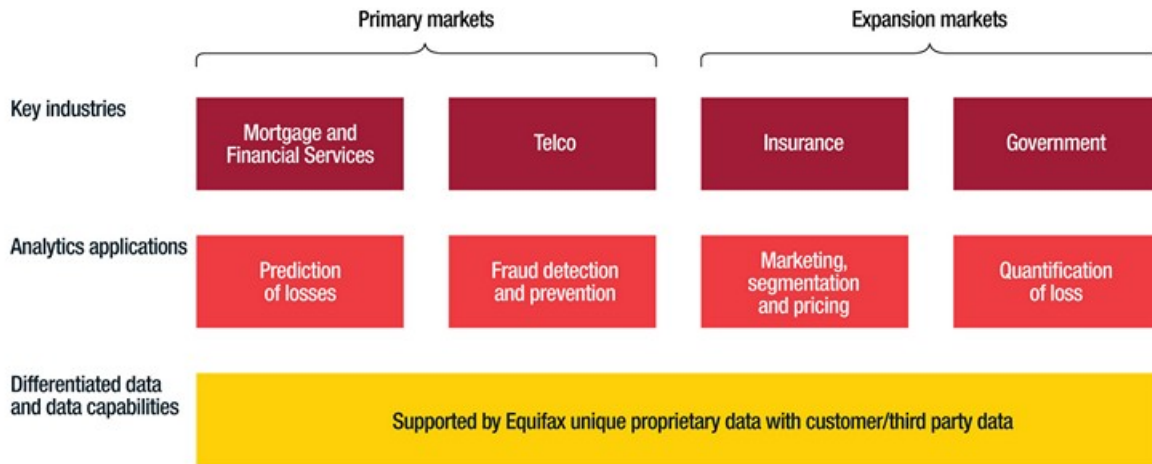 Primary markets
Expansion markets
Key industries
Mortgage and
Financial Services
Telco
Insurance
Government
Analytics applications
Prediction
of losses
Fraud detection
and prevention
Marketing,
segmentation
and pricing
Quantification
of loss
Differentiated data
and data capabilities
Supported by Equifax unique proprietary data with customer/third party data